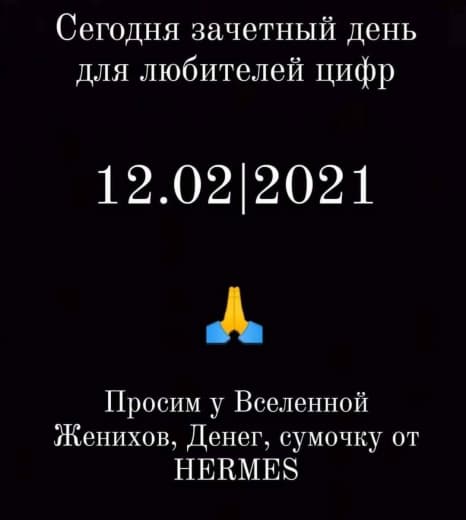 Сегодня зачетный день
для любителей цифр
12.02|2021
Просим у Вселенной
Женихов, Денег, сумочку от
HERMES